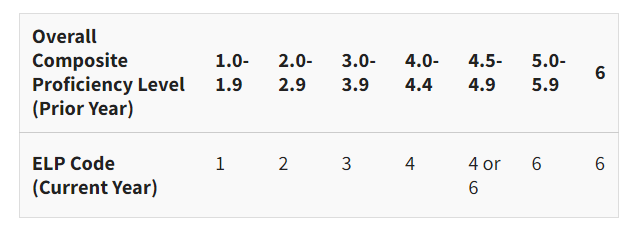 Overall
Composite
Proficiency Level
(Prior Year)
1.0-
1.9
2.0-
2.9
3.0-
3.9
4.0-
4.4
4.5-
4.9
5.0-
5.9
6
ELP Code
(Current Year)
1
2
3
4
4 or
6
6
6